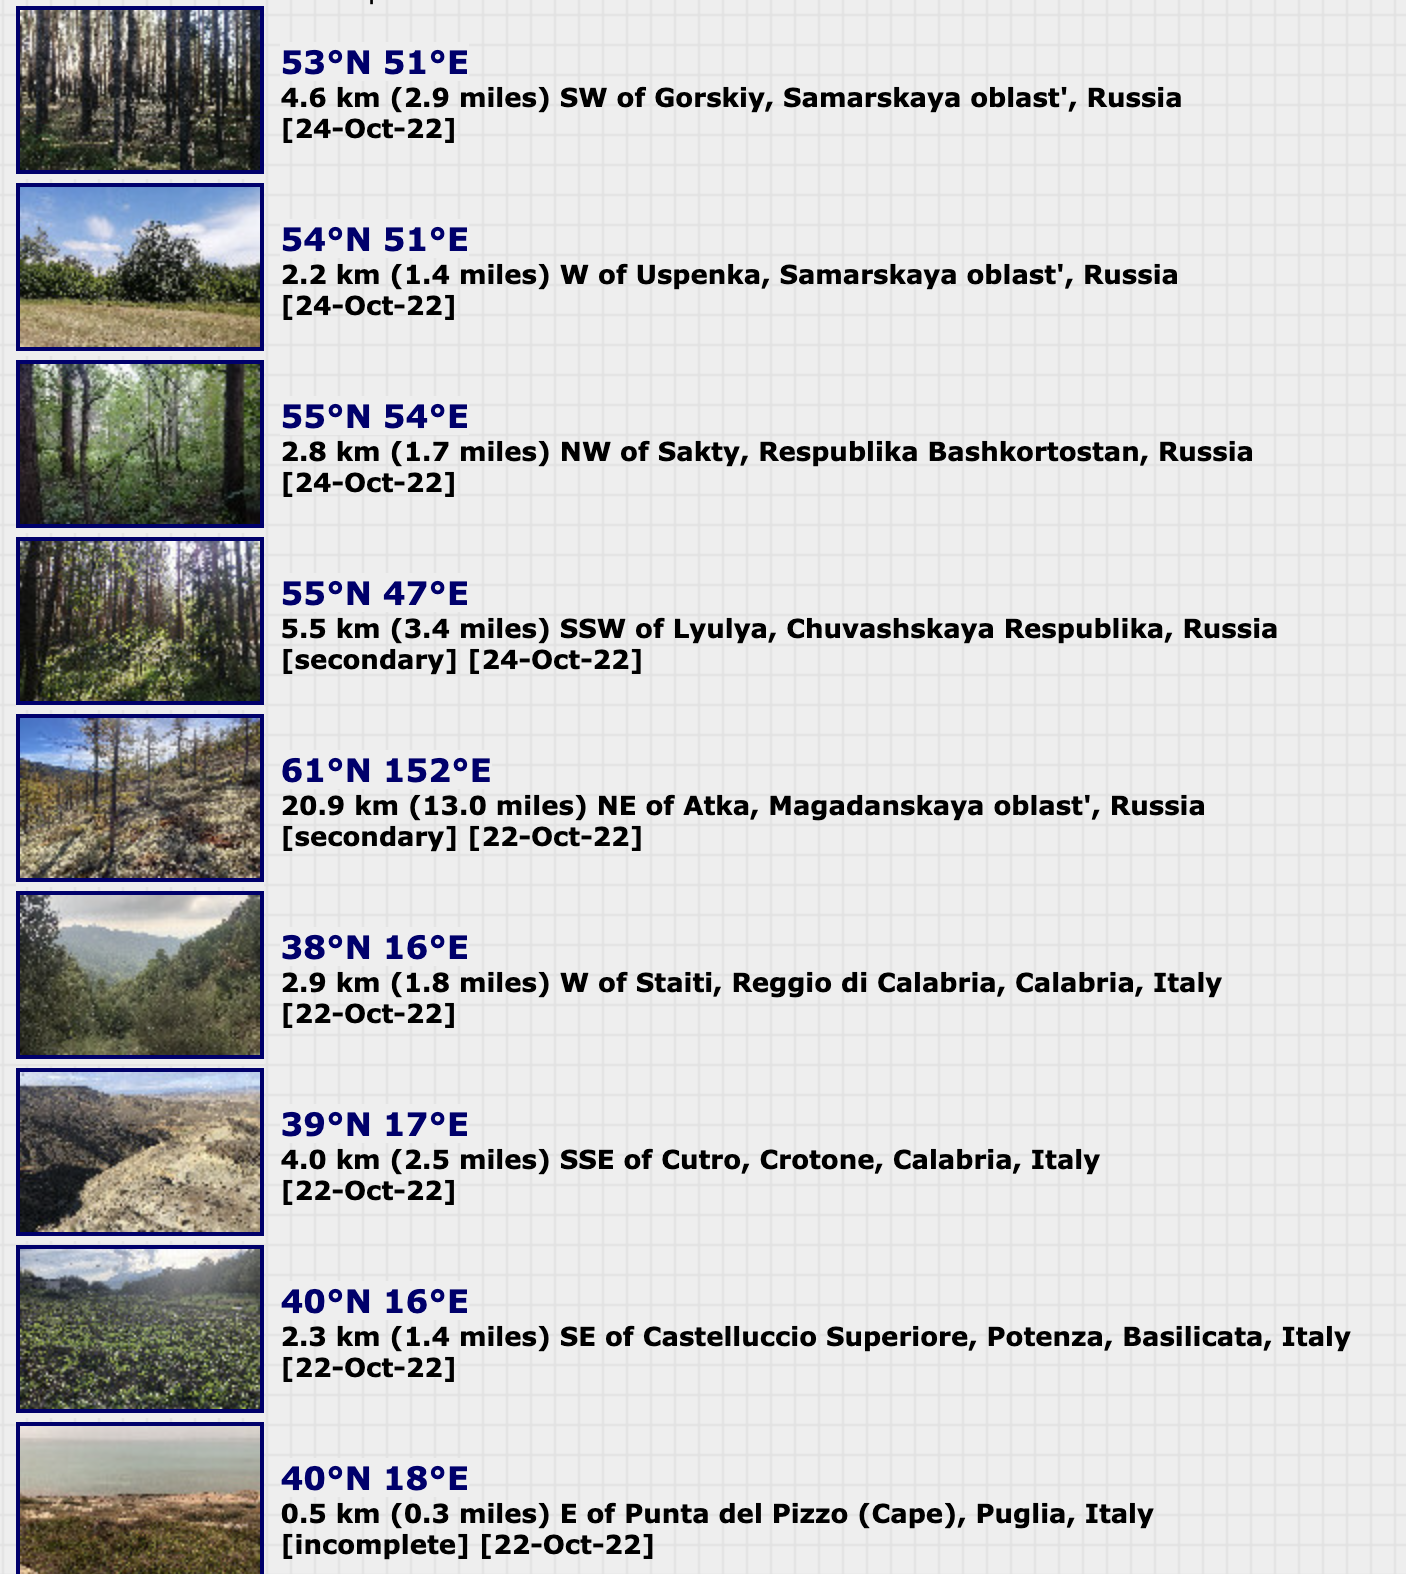 53°N 51°E
4.6 km (2.9 miles) SW of Gorskiy, Samarskaya oblast', Russia
[24-Oct-22]
54°N 51°E
2.2 km (1.4 miles) W of Uspenka, Samarskaya oblast', Russia
[24-Oct-22]
55°N 54°E
2.8 km (1.7 miles) NW of Sakty, Respublika Bashkortostan, Russia
[24-Oct-22]
55°N 47°E
5.5 km (3.4 miles) SSW of Lyulya, Chuvashskaya Respublika, Russia
[secondary] [24-Oct-22]
61°N 152°E
20.9 km (13.0 miles) NE of Atka, Magadanskaya oblast', Russia
[secondary] [22-Oct-22]
38°N 16°E
2.9 km (1.8 miles) W of Staiti, Reggio di Calabria, Calabria, Italy
[22-Oct-22]
39°N 17°E
4.0 km (2.5 miles) SSE of Cutro, Crotone, Calabria, Italy
[22-Oct-22]
40°N 16°E
2.3 km (1.4 miles) SE of Castelluccio Superiore, Potenza, Basilicata, Italy
[22-Oct-22]
40°N 18°E
0.5 km (0.3 miles) E of Punta del Pizzo (Cape), Puglia, Italy
[incomplete] [22-Oct-22]